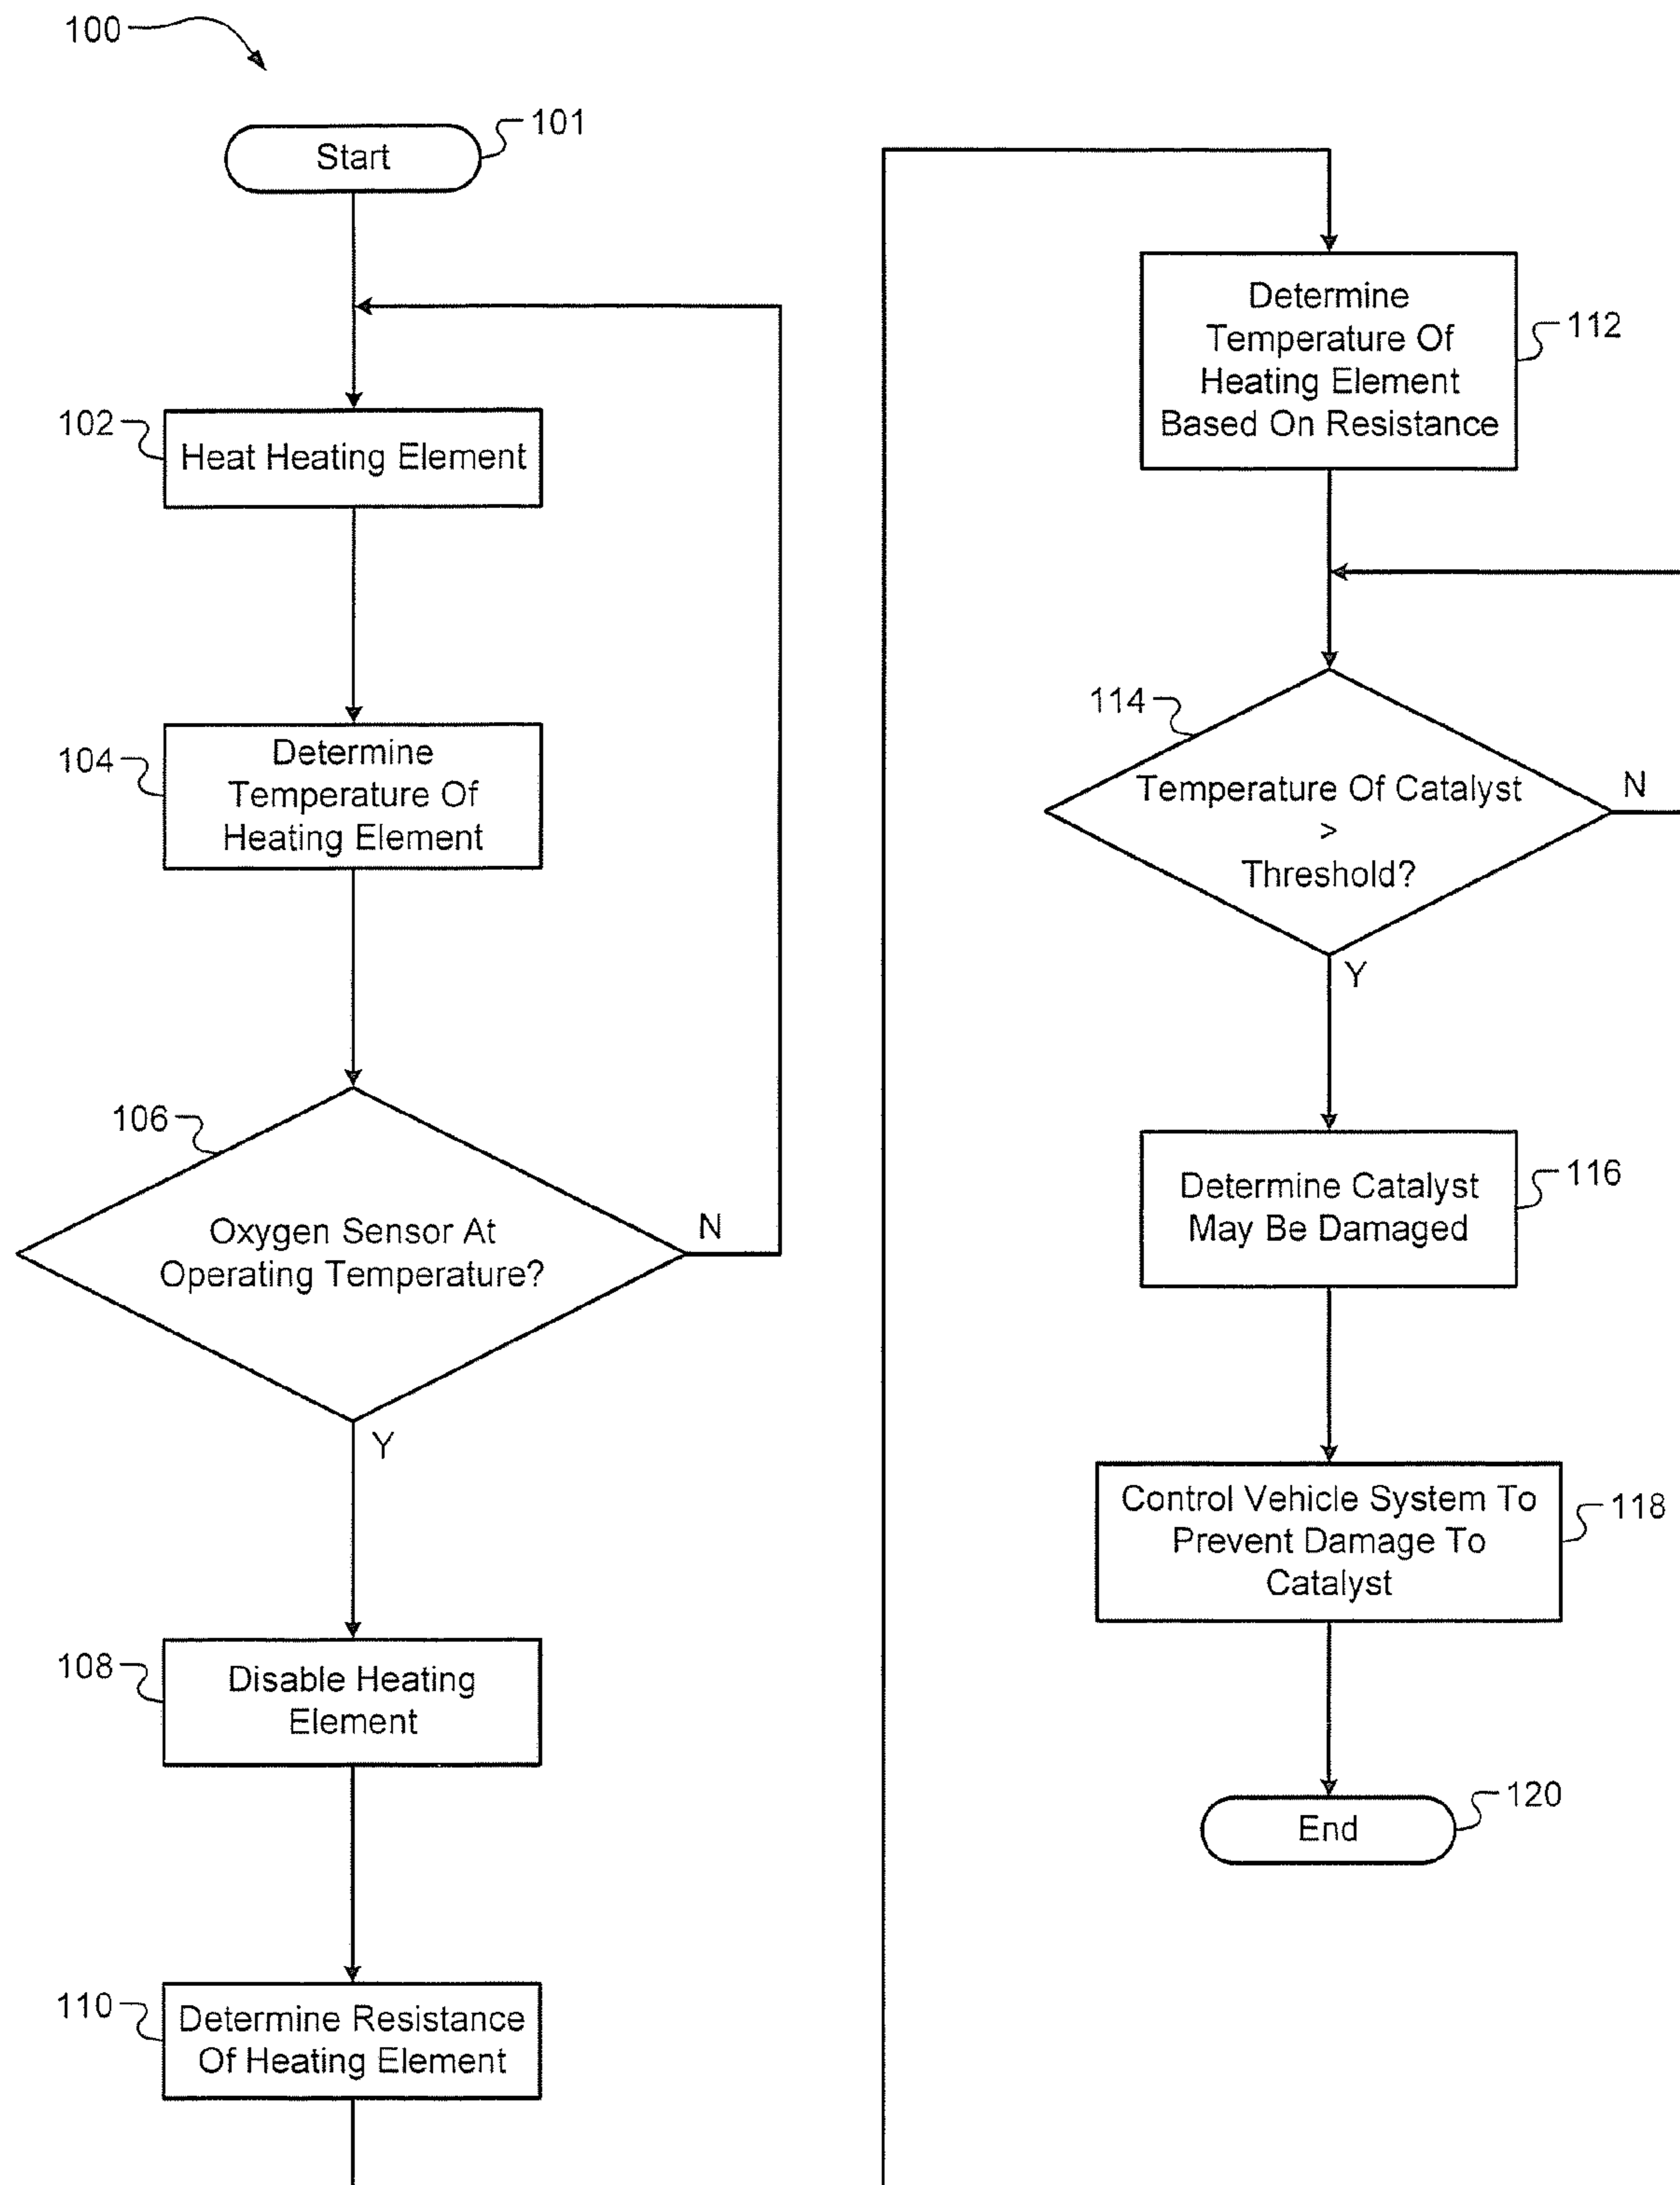 100
Start
101
102
Heat Heating Element
104
Determine
Temperature Of
Heating Element
106
Oxygen Sensor At
Operating Temperature?
N
Y
108
Disable Heating
Element
110
Determine Resistance
Of Heating Element
Determine
Temperature Of
Heating Element
Based On Resistance
112
114
Temperature Of Catalyst
>
Threshold?
N
Y
Determine Catalyst
May Be Damaged
116
Control Vehicle System To
Prevent Damage To
Catalyst
118
End
120